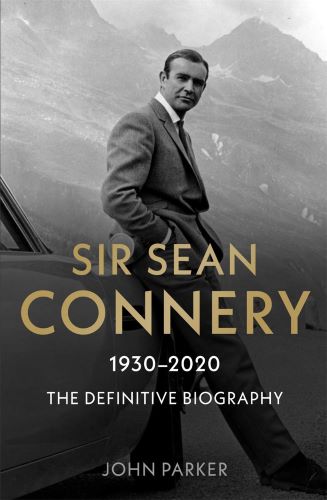 SIR SEAN
CONNERY
1930–2020
THE DEFINITIVE BIOGRAPHY
JOHN PARKER